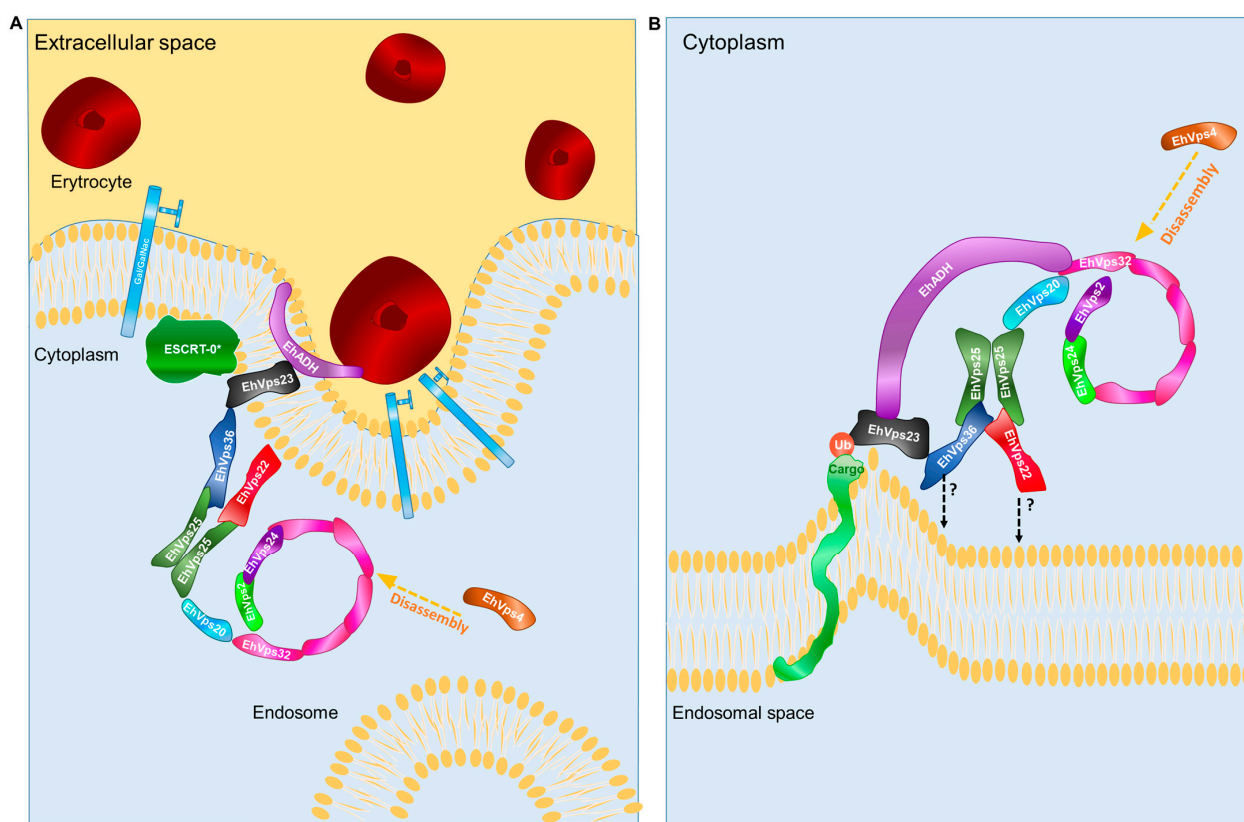 A
Extracellular space
Erytrocyte
Gal/GalNac
Cytoplasm
ESCRT-0*
EhADH
EhVps23
EhVps36
EhVps22
EhVps25
EhVps25
EhVps24
EhVps2
EhVps20
EhVps32
Disassembly
EhVps4
Endosome
B
Cytoplasm
EhVps4
Disassembly
EhADH
EhVps32
EhVps20
EhVps2
EhVps25
EhVps25
EhVps24
EhVps23
Ub
Cargo
EhVps36
EhVps22
?
?
Endosomal space